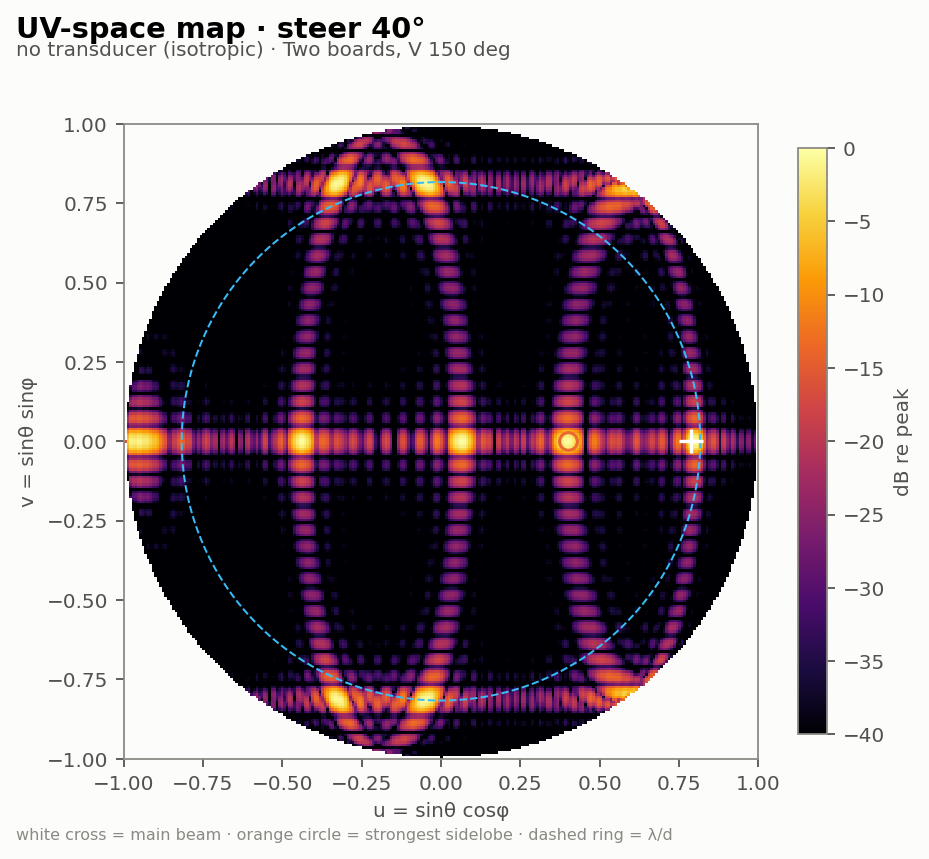 UV-space map · steer 40°
no transducer (isotropic) · Two boards, V 150 deg
1.00
0.75
0.50
0.25
0.00
−0.25
−0.50
−0.75
−1.00
v = sinθ sinφ
−1.00 −0.75 −0.50 −0.25 0.00 0.25 0.50 0.75 1.00
u = sinθ cosφ
0
−5
−10
−15
−20
−25
−30
−35
−40
dB re peak
white cross = main beam · orange circle = strongest sidelobe · dashed ring = λ/d